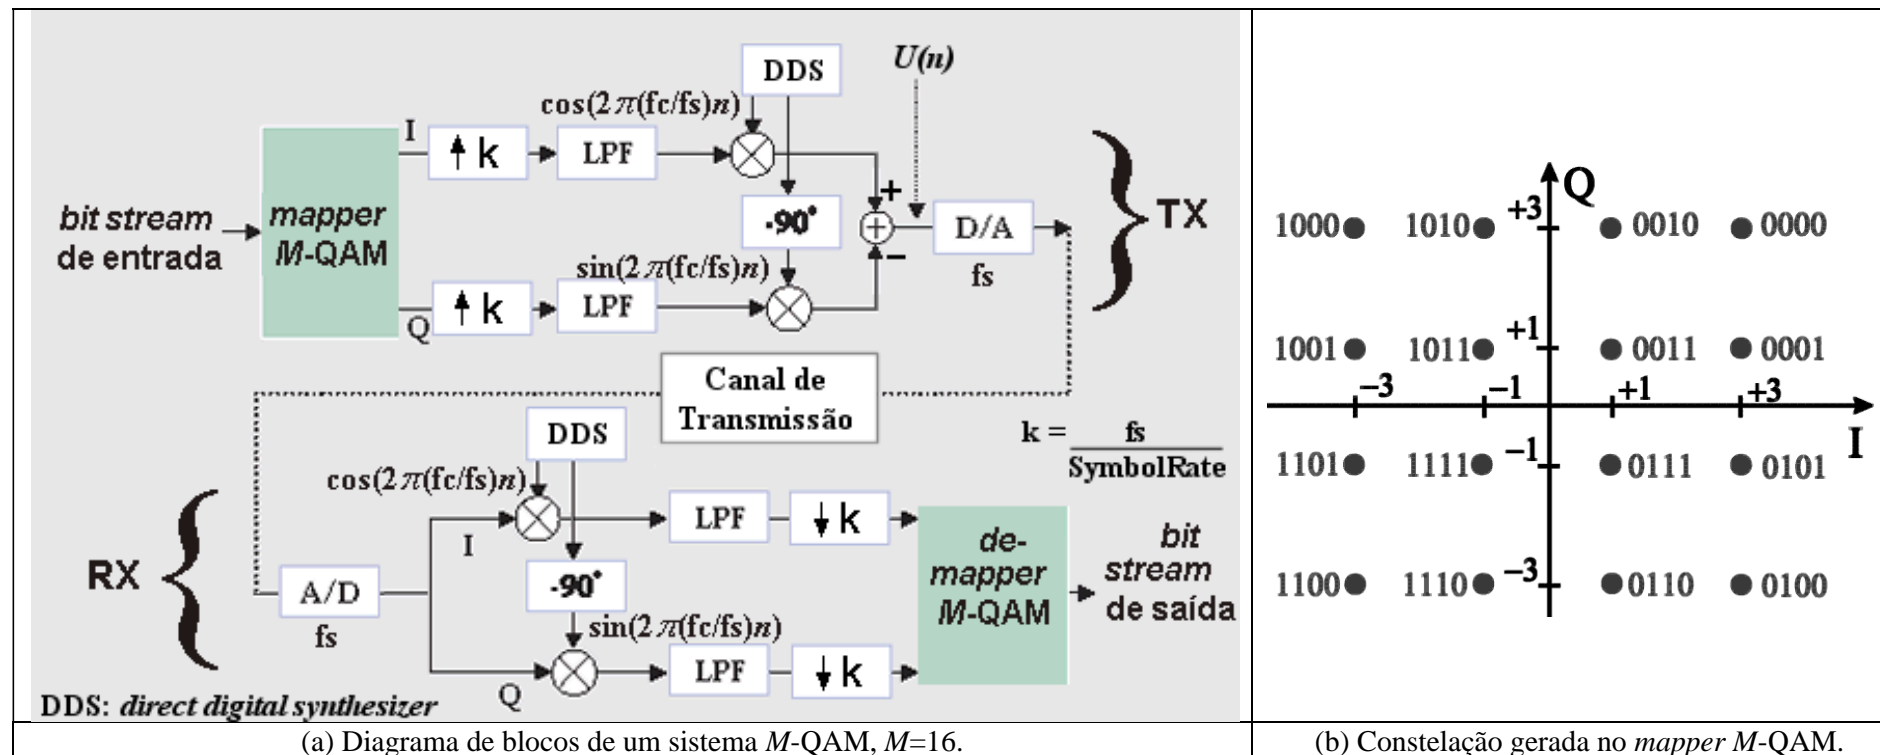 DDS
U(n)
cos(2π(fc/fs)n)
I
↑ k
LPF
+
bit stream
de entrada
mapper
M-QAM
-90°
+
D/A
fs
TX
−
sin(2π(fc/fs)n)
Q
↑ k
LPF
Canal de
Transmissão
k = fs
SymbolRate
DDS
cos(2π(fc/fs)n)
I
LPF
↓ k
RX
A/D
fs
-90°
sin(2π(fc/fs)n)
Q
LPF
↓ k
de-
mapper
M-QAM
bit
stream
de saída
DDS: direct digital synthesizer
(a) Diagrama de blocos de um sistema M-QAM, M=16.
Q
1000 1010 +3 0010 0000
1001 1011 +1 0011 0001
−3 −1 +1 +3
I
1101 1111 −1 0111 0101
1100 1110 −3 0110 0100
(b) Constelação gerada no mapper M-QAM.